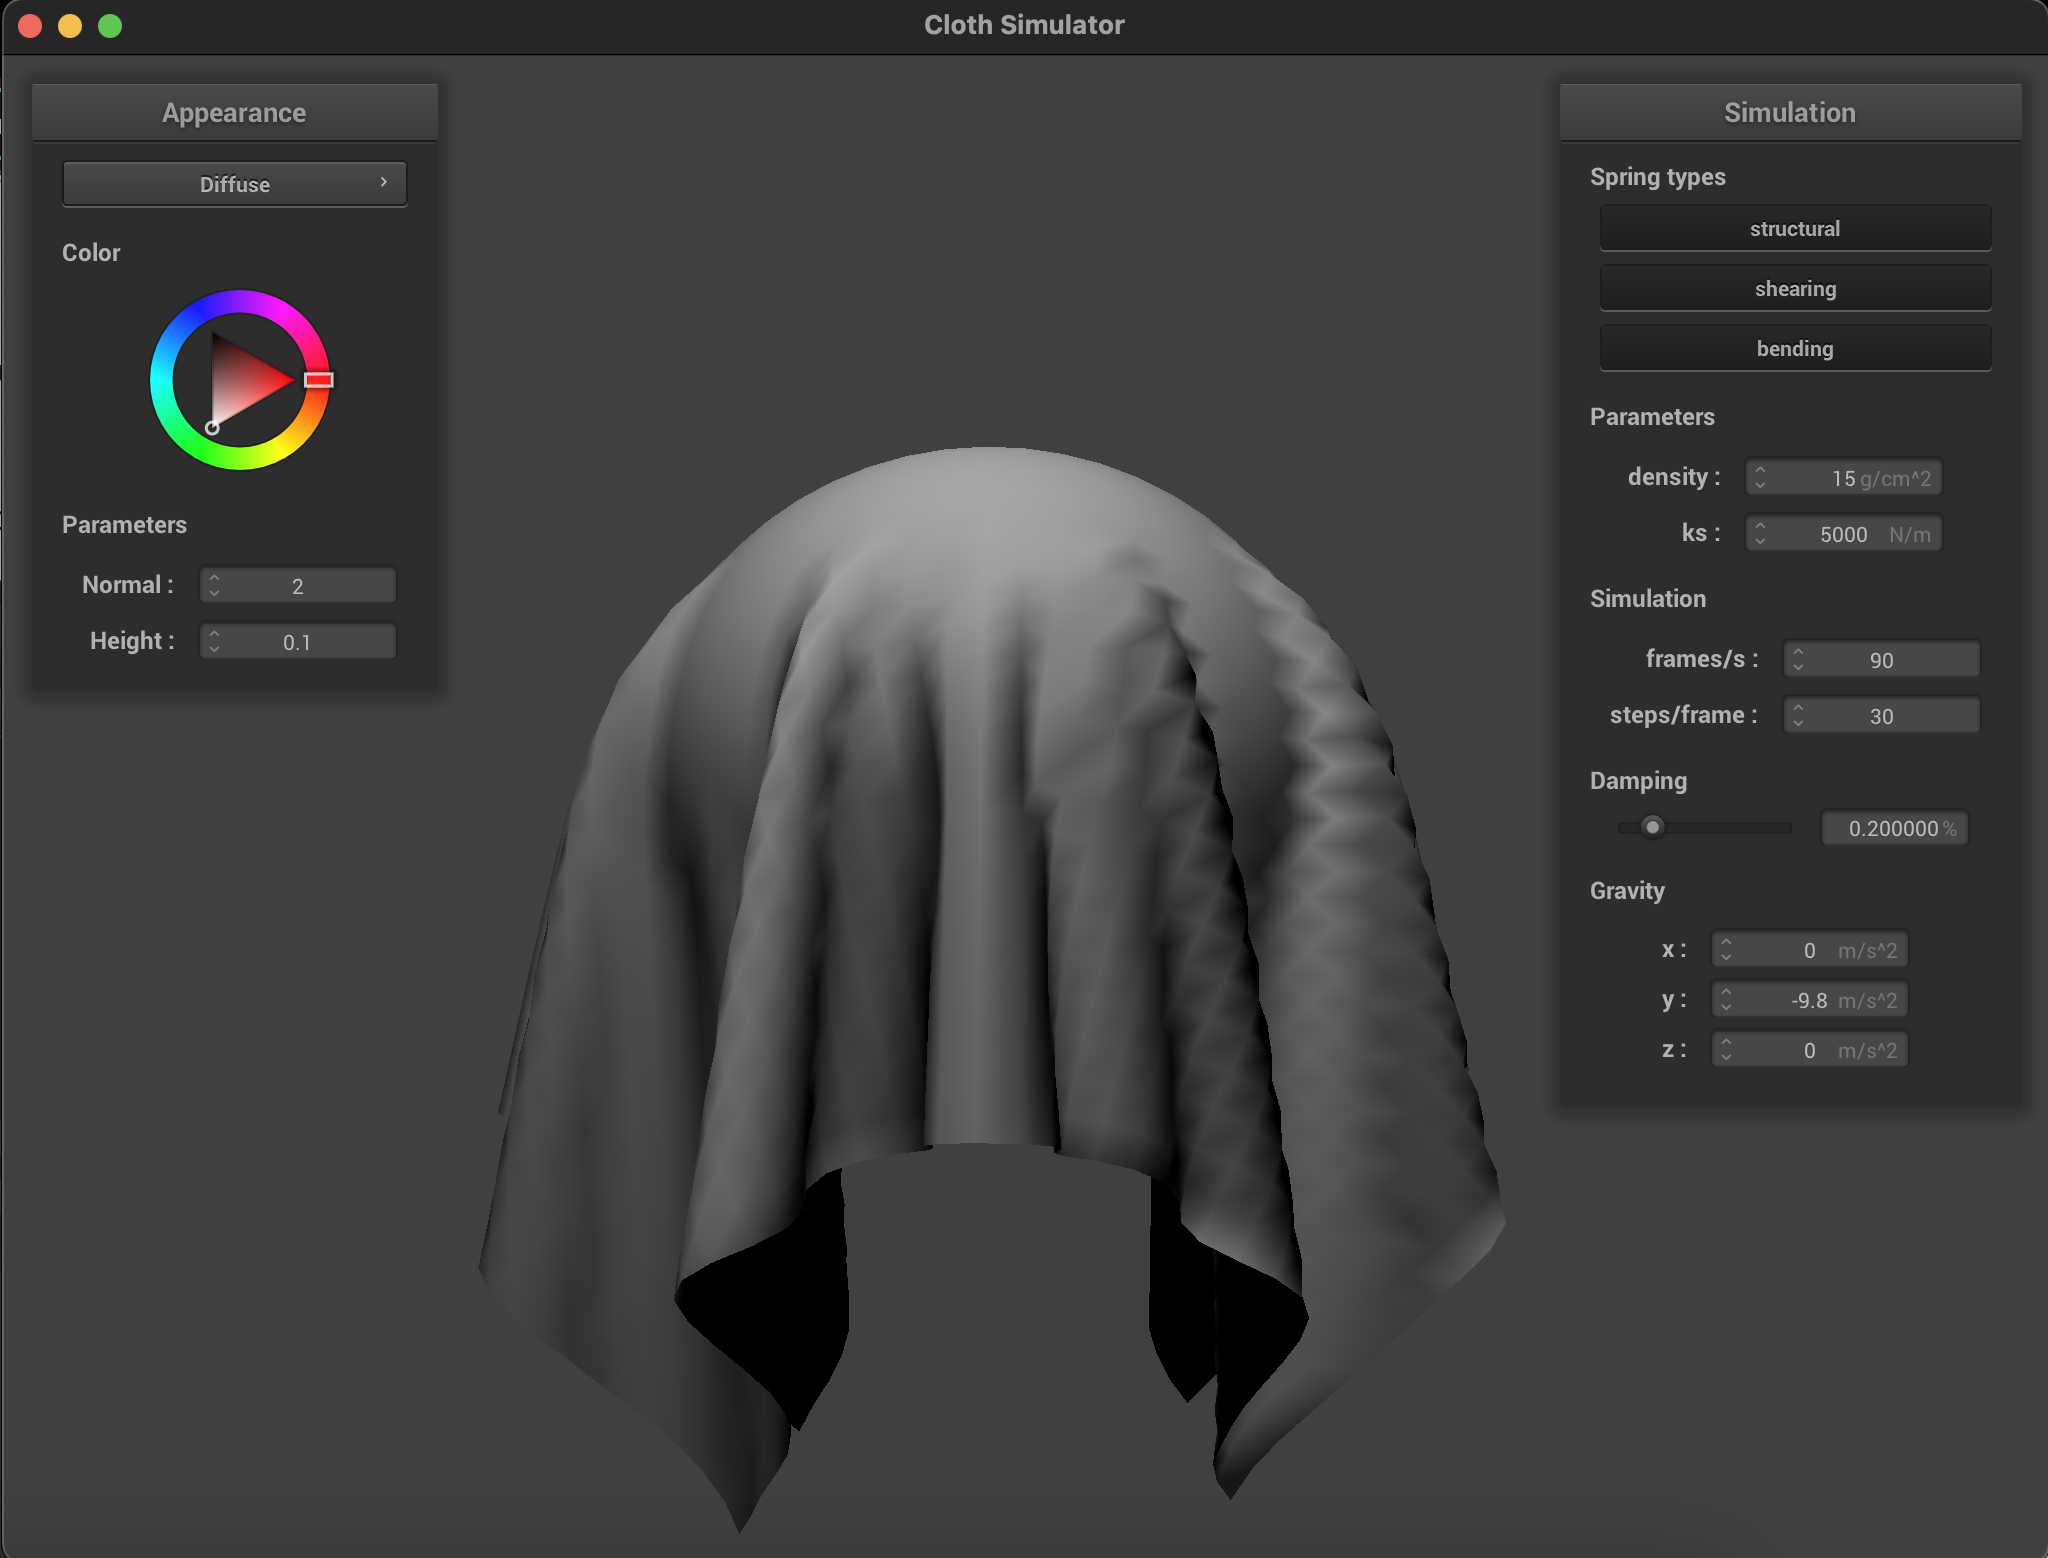 Cloth Simulator
Appearance
Diffuse
Color
Parameters
Normal : 2
Height : 0.1
Simulation
Spring types
structural
shearing
bending
Parameters
density : 15 g/cm^2
ks : 5000 N/m
Simulation
frames/s : 90
steps/frame : 30
Damping
0.200000 %
Gravity
x : 0 m/s^2
y : -9.8 m/s^2
z : 0 m/s^2